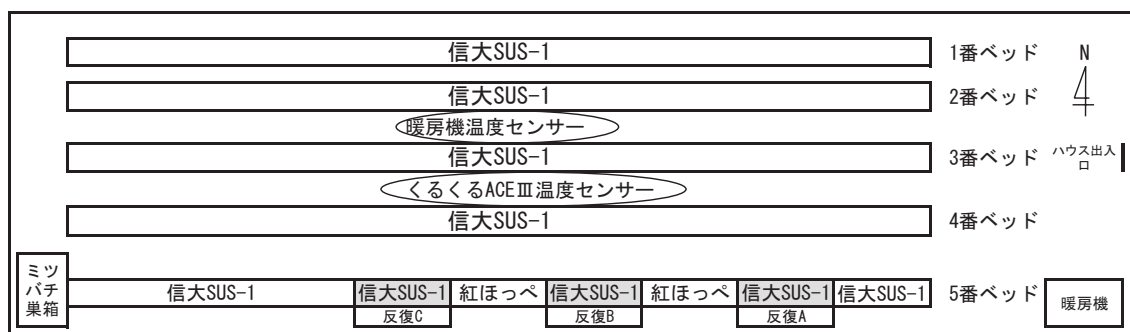 信大SUS-1 1番ベッド N
信大SUS-1 2番ベッド
暖房機温度センサー
信大SUS-1 3番ベッド ハウス出入
口
くるくるACEⅢ温度センサー
信大SUS-1 4番ベッド
ミツ
バチ
巣箱
信大SUS-1 信大SUS-1 紅ほっぺ 信大SUS-1 紅ほっぺ 信大SUS-1 信大SUS-1 5番ベッド
反復C 反復B 反復A
暖房機